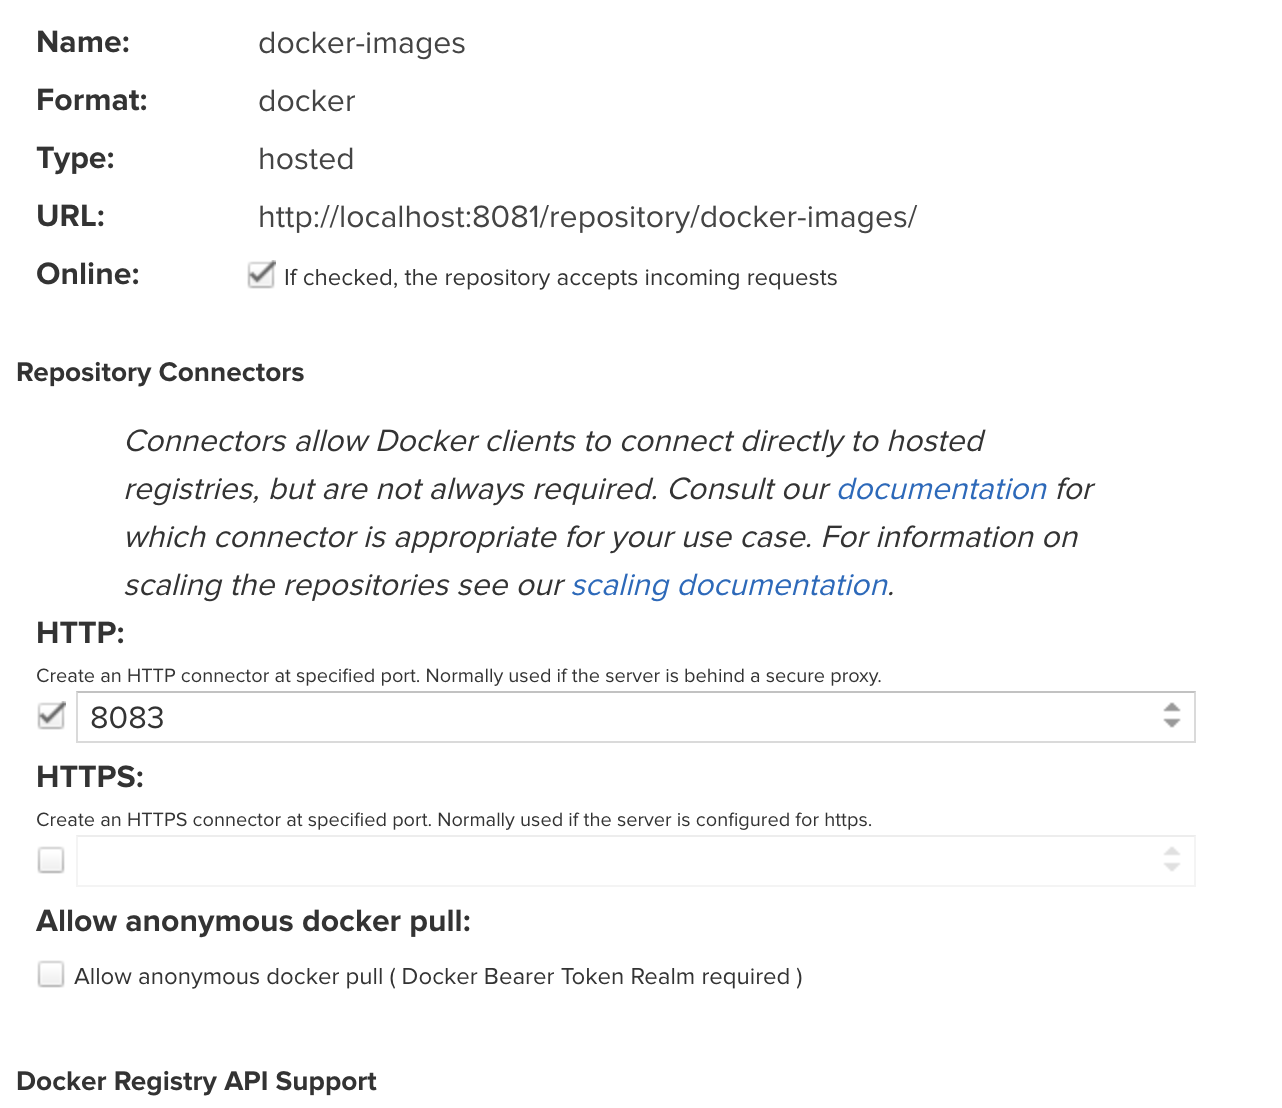 Name: docker-images
Format: docker
Type: hosted
URL: http://localhost:8081/repository/docker-images/
Online: If checked, the repository accepts incoming requests
Repository Connectors
Connectors allow Docker clients to connect directly to hosted
registries, but are not always required. Consult our documentation for
which connector is appropriate for your use case. For information on
scaling the repositories see our scaling documentation.
HTTP:
Create an HTTP connector at specified port. Normally used if the server is behind a secure proxy.
8083
HTTPS:
Create an HTTPS connector at specified port. Normally used if the server is configured for https.
Allow anonymous docker pull:
Allow anonymous docker pull ( Docker Bearer Token Realm required )
Docker Registry API Support